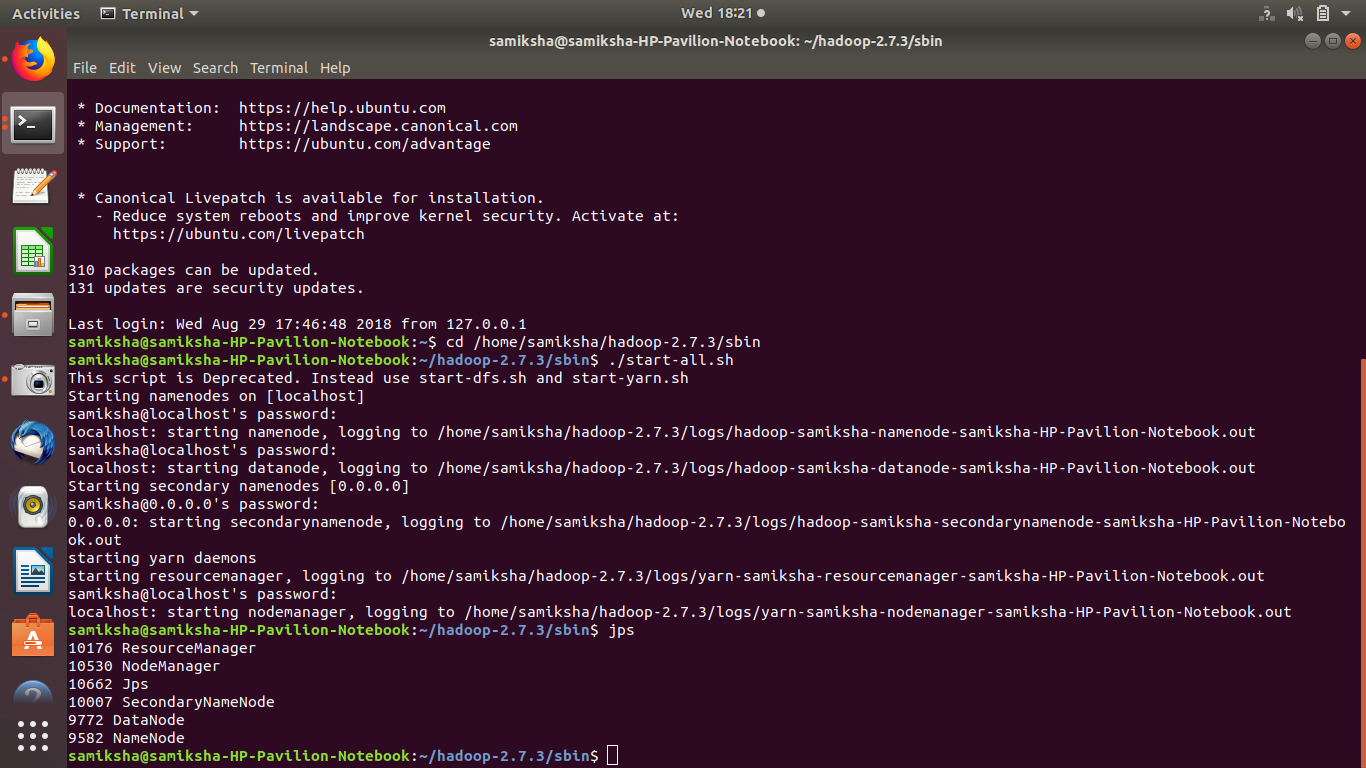 Activities Terminal Wed 18:21
samiksha@samiksha-HP-Pavilion-Notebook: ~/hadoop-2.7.3/sbin
File Edit View Search Terminal Help
* Documentation:  https://help.ubuntu.com
* Management:     https://landscape.canonical.com
* Support:        https://ubuntu.com/advantage
* Canonical Livepatch is available for installation.
- Reduce system reboots and improve kernel security. Activate at:
https://ubuntu.com/livepatch
310 packages can be updated.
131 updates are security updates.
Last login: Wed Aug 29 17:46:48 2018 from 127.0.0.1
samiksha@samiksha-HP-Pavilion-Notebook:~$ cd /home/samiksha/hadoop-2.7.3/sbin
samiksha@samiksha-HP-Pavilion-Notebook:~/hadoop-2.7.3/sbin$ ./start-all.sh
This script is Deprecated. Instead use start-dfs.sh and start-yarn.sh
Starting namenodes on [localhost]
samiksha@localhost's password:
localhost: starting namenode, logging to /home/samiksha/hadoop-2.7.3/logs/hadoop-samiksha-namenode-samiksha-HP-Pavilion-Notebook.out
samiksha@localhost's password:
localhost: starting datanode, logging to /home/samiksha/hadoop-2.7.3/logs/hadoop-samiksha-datanode-samiksha-HP-Pavilion-Notebook.out
Starting secondary namenodes [0.0.0.0]
samiksha@0.0.0.0's password:
0.0.0.0: starting secondarynamenode, logging to /home/samiksha/hadoop-2.7.3/logs/hadoop-samiksha-secondarynamenode-samiksha-HP-Pavilion-Notebo
ok.out
starting yarn daemons
starting resourcemanager, logging to /home/samiksha/hadoop-2.7.3/logs/yarn-samiksha-resourcemanager-samiksha-HP-Pavilion-Notebook.out
samiksha@localhost's password:
localhost: starting nodemanager, logging to /home/samiksha/hadoop-2.7.3/logs/yarn-samiksha-nodemanager-samiksha-HP-Pavilion-Notebook.out
samiksha@samiksha-HP-Pavilion-Notebook:~/hadoop-2.7.3/sbin$ jps
10176 ResourceManager
10530 NodeManager
10662 Jps
10007 SecondaryNameNode
9772 DataNode
9582 NameNode
samiksha@samiksha-HP-Pavilion-Notebook:~/hadoop-2.7.3/sbin$